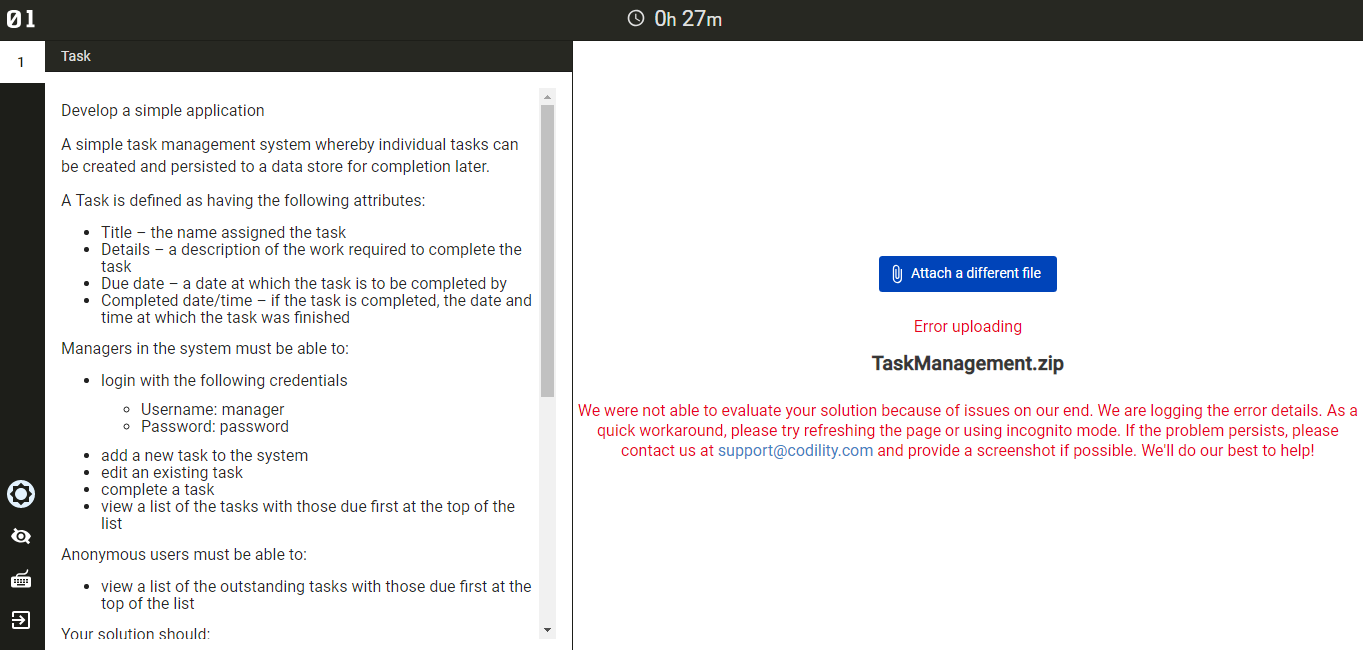 01
0h 27m
1
Task
Develop a simple application
A simple task management system whereby individual tasks can
be created and persisted to a data store for completion later.
A Task is defined as having the following attributes:
Title – the name assigned the task
Details – a description of the work required to complete the
task
Due date – a date at which the task is to be completed by
Completed date/time – if the task is completed, the date and
time at which the task was finished
Managers in the system must be able to:
login with the following credentials
Username: manager
Password: password
add a new task to the system
edit an existing task
complete a task
view a list of the tasks with those due first at the top of the
list
Anonymous users must be able to:
view a list of the outstanding tasks with those due first at the
top of the list
Your solution should:
Attach a different file
Error uploading
TaskManagement.zip
We were not able to evaluate your solution because of issues on our end. We are logging the error details. As a
quick workaround, please try refreshing the page or using incognito mode. If the problem persists, please
contact us at support@codility.com and provide a screenshot if possible. We'll do our best to help!